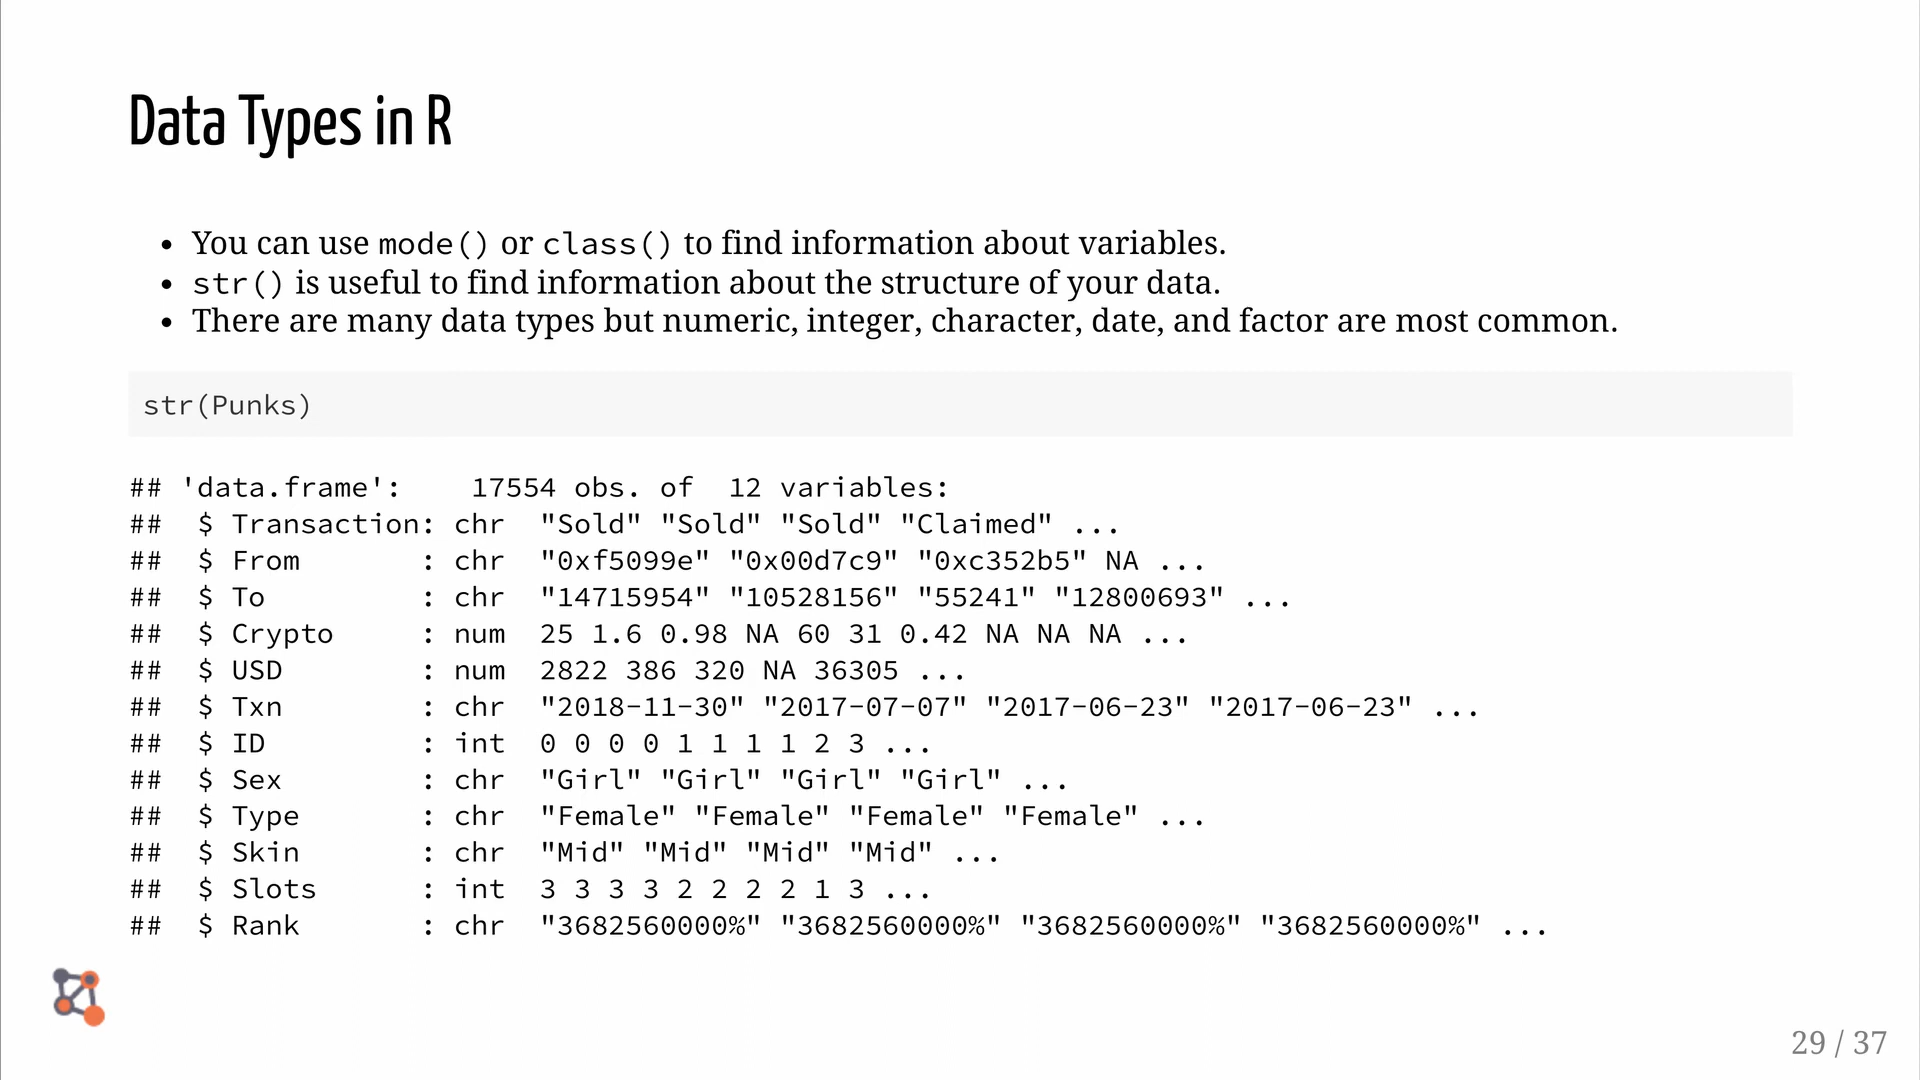 Data Types in R
• You can use mode() or class() to find information about variables.
• str() is useful to find information about the structure of your data.
• There are many data types but numeric, integer, character, date, and factor are most common.
str(Punks)
## 'data.frame':    17554 obs. of  12 variables:
##  $ Transaction: chr  "Sold" "Sold" "Sold" "Claimed" ...
##  $ From       : chr  "0xf5099e" "0x00d7c9" "0xc352b5" NA ...
##  $ To         : chr  "14715954" "10528156" "55241" "12800693" ...
##  $ Crypto     : num  25 1.6 0.98 NA 60 31 0.42 NA NA NA ...
##  $ USD        : num  2822 386 320 NA 36305 ...
##  $ Txn        : chr  "2018-11-30" "2017-07-07" "2017-06-23" "2017-06-23" ...
##  $ ID         : int  0 0 0 0 1 1 1 1 2 3 ...
##  $ Sex        : chr  "Girl" "Girl" "Girl" "Girl" ...
##  $ Type       : chr  "Female" "Female" "Female" "Female" ...
##  $ Skin       : chr  "Mid" "Mid" "Mid" "Mid" ...
##  $ Slots      : int  3 3 3 3 2 2 2 2 1 3 ...
##  $ Rank       : chr  "3682560000%" "3682560000%" "3682560000%" "3682560000%" ...
29 / 37